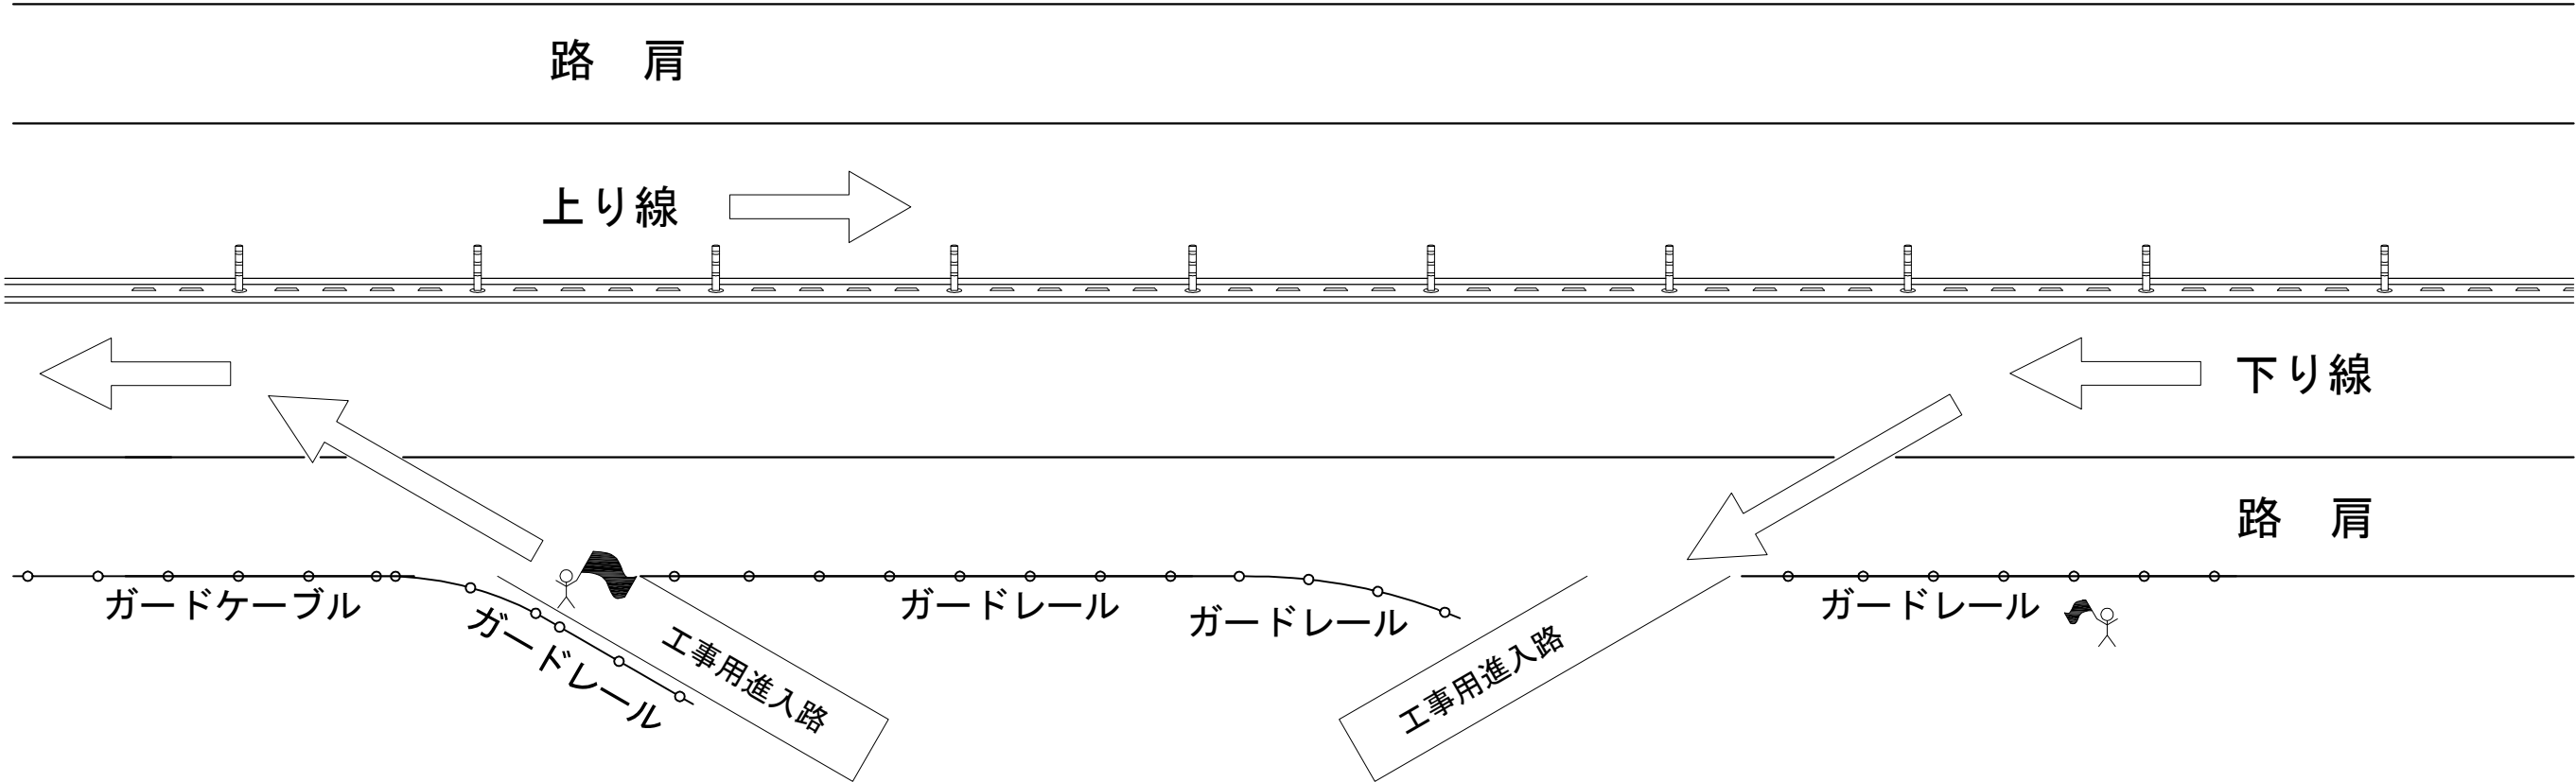 路　肩
上り線
下り線
路　肩
ガードケーブル
ガードレール
工事用進入路
ガードレール
ガードレール
工事用進入路
ガードレール